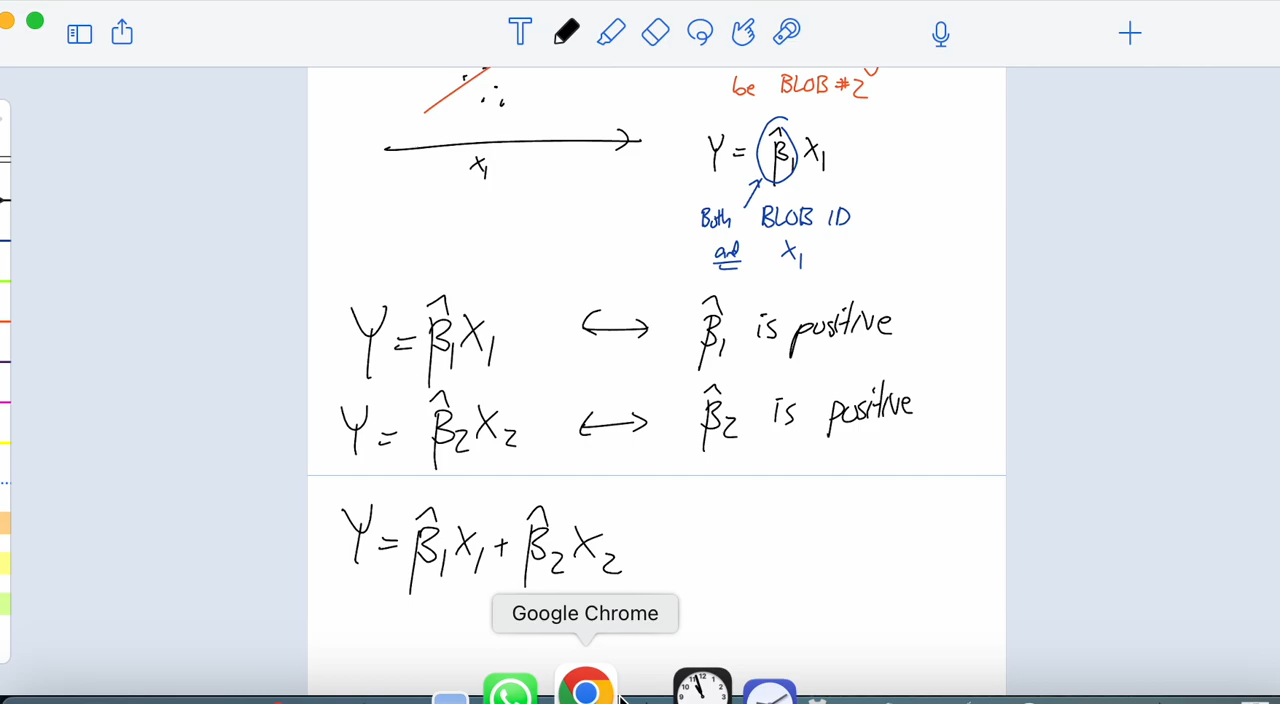 be BLOB #2
Y = β̂₁ X₁
X₁
Both BLOB ID
and X₁
Y = β̂₁X₁ ↔ β̂₁ is positive
Y = β̂₂X₂ ↔ β̂₂ is positive
Y = β̂₁X₁ + β̂₂X₂
Google Chrome